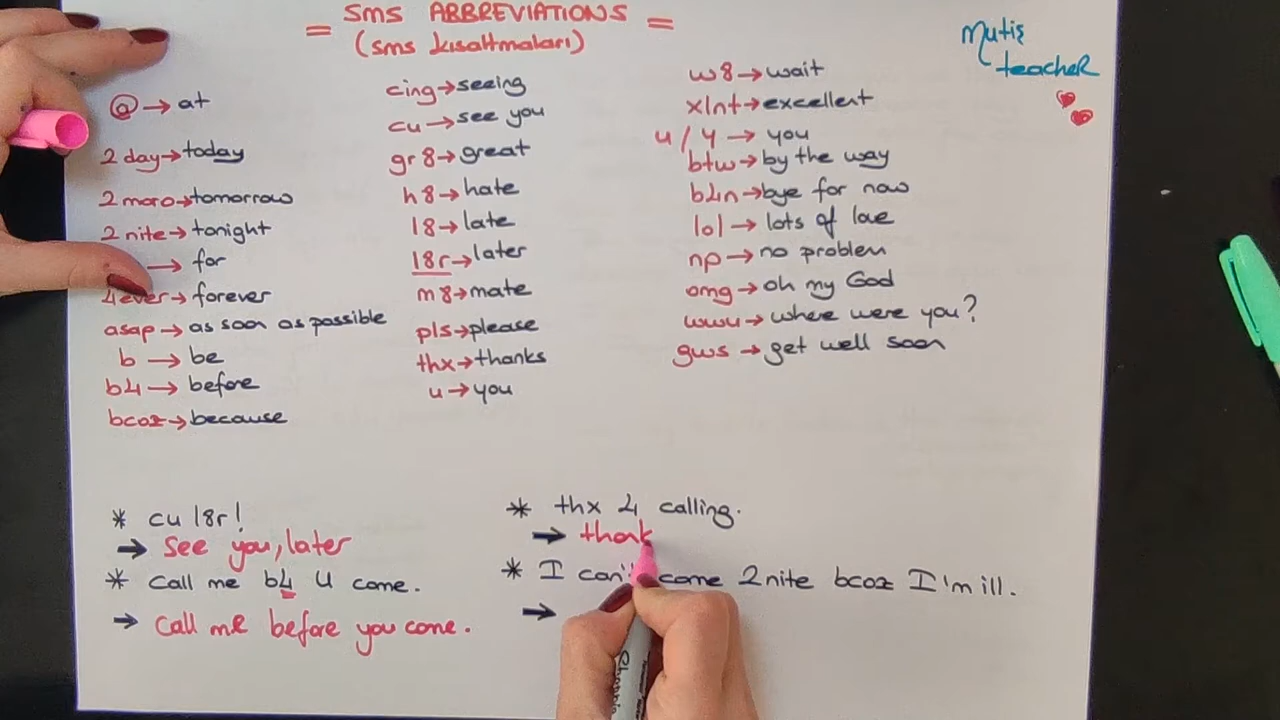 = SMS ABBREVIATIONS =
(sms kısaltmaları)
Mutiş
teacher
@ → at
2 day → today
2 moro → tomorrow
2 nite → tonight
→ for
4ever → forever
asap → as soon as possible
b → be
b4 → before
bcoz → because
cing → seeing
cu → see you
gr8 → great
h8 → hate
l8 → late
l8r → later
m8 → mate
pls → please
thx → thanks
u → you
w8 → wait
xlnt → excellent
u / y → you
btw → by the way
b4n → bye for now
lol → lots of love
np → no problem
omg → oh my God
wwu → where were you?
gws → get well soon
* cu l8r!
→ See you, later
* Call me b4 U come.
→ Call me before you come.
* thx 4 calling.
→ thank
* I can't come 2nite bcoz I'm ill.
→